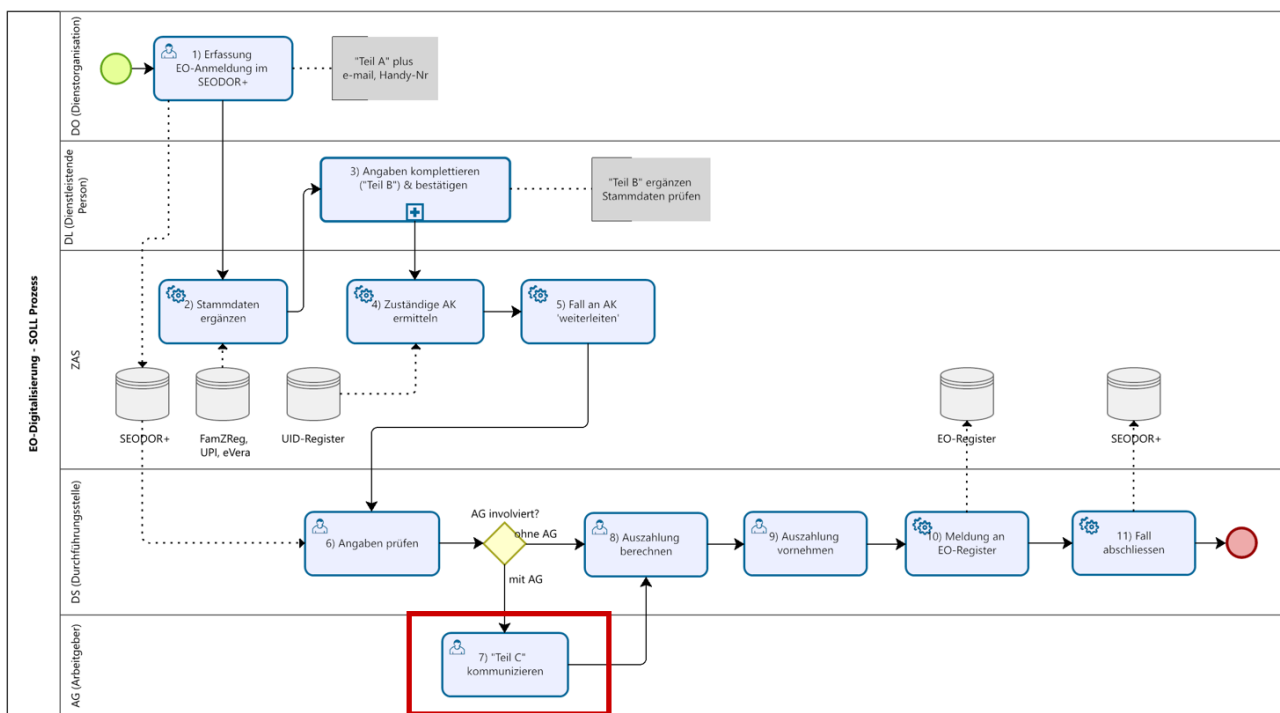 EO-Digitalisierung - SOLL Prozess
DO (Dienstorganisation)
1) Erfassung
EO-Anmeldung im
SEODOR+
"Teil A" plus
e-mail, Handy-Nr
DL (Dienstleistende
Person)
3) Angaben komplettieren
("Teil B") & bestätigen
"Teil B" ergänzen
Stammdaten prüfen
ZAS
2) Stammdaten
ergänzen
4) Zuständige AK
ermitteln
5) Fall an AK
'weiterleiten'
SEODOR+
FamZReg,
UPI, eVera
UID-Register
EO-Register
SEODOR+
DS (Durchführungsstelle)
6) Angaben prüfen
AG involviert?
ohne AG
mit AG
8) Auszahlung
berechnen
9) Auszahlung
vornehmen
10) Meldung an
EO-Register
11) Fall
abschliessen
AG (Arbeitgeber)
7) "Teil C"
kommunizieren